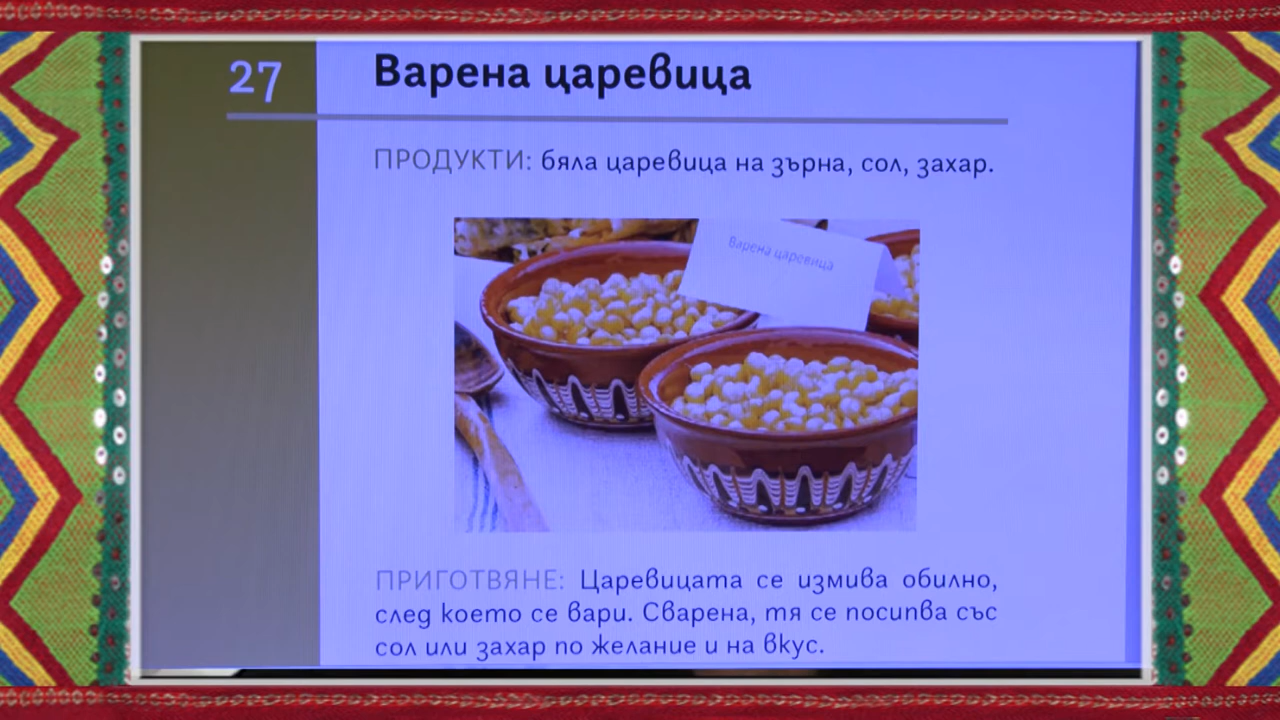 27
Варена царевица
ПРОДУКТИ: бяла царевица на зърна, сол, захар.
Варена царевица
ПРИГОТВЯНЕ: Царевицата се измива обилно,
след което се вари. Сварена, тя се посипва със
сол или захар по желание и на вкус.